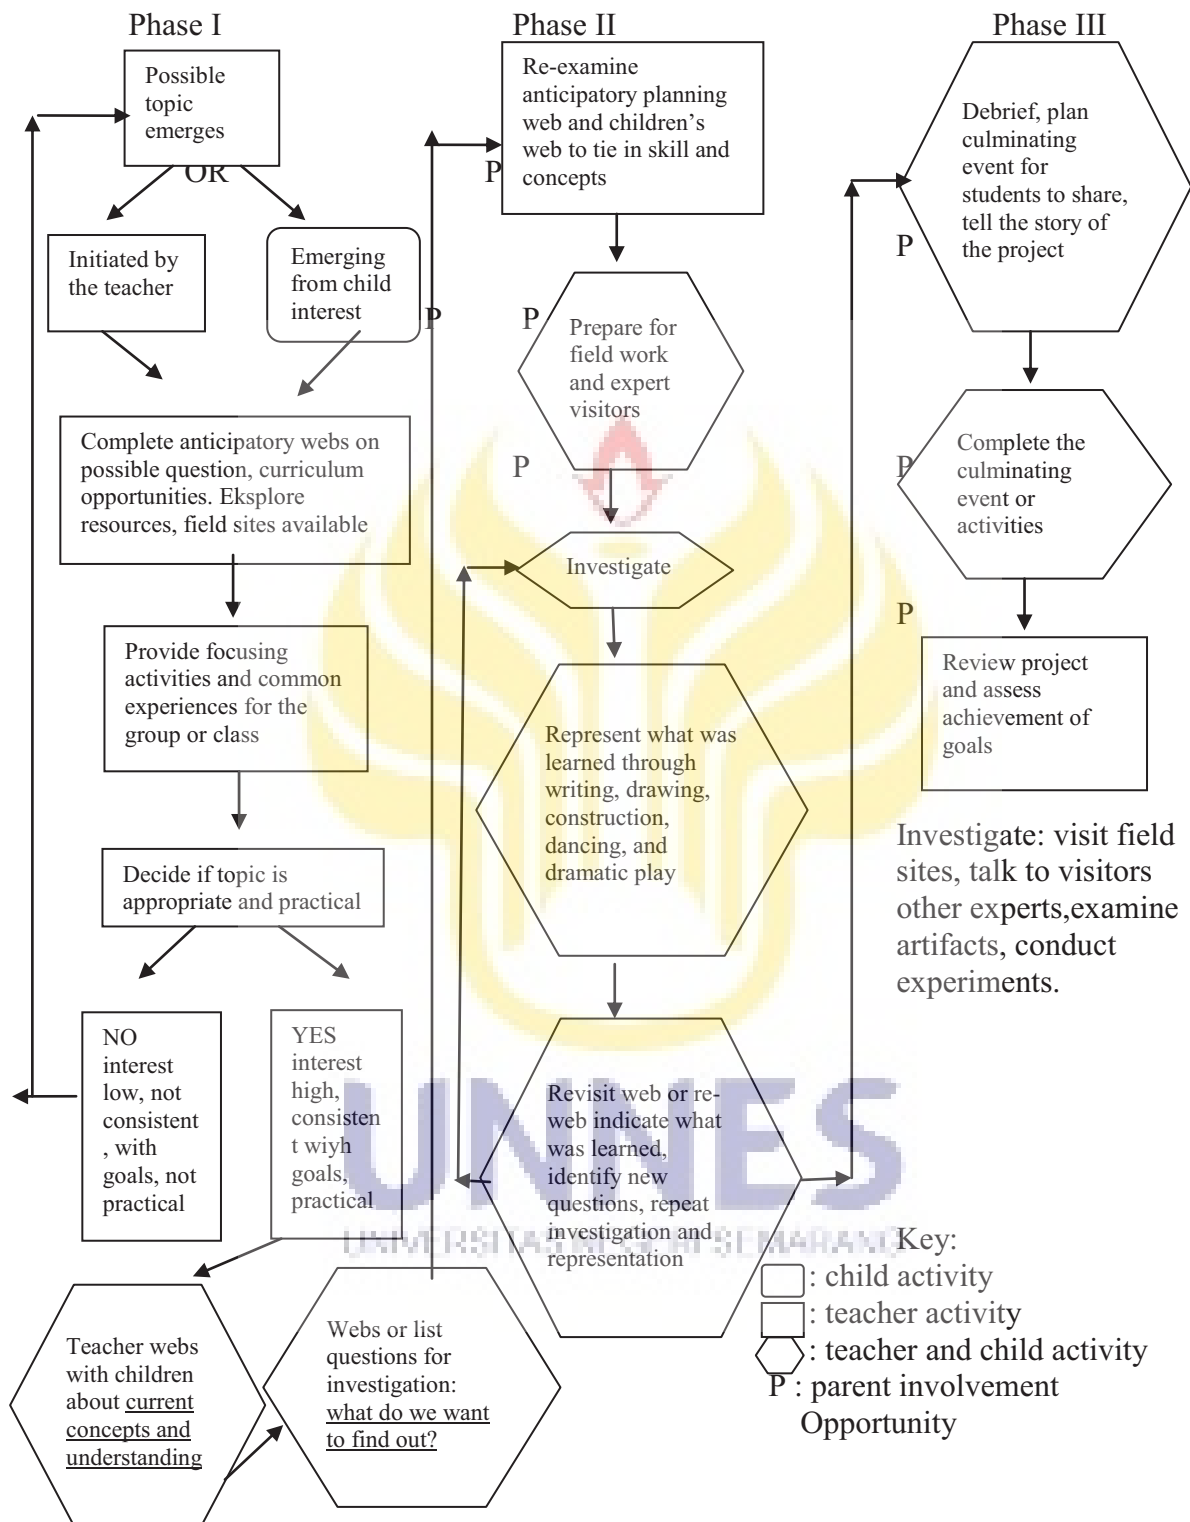 Phase I
Possible
topic
emerges
OR
Initiated by
the teacher
Emerging
from child
interest
P
Complete anticipatory webs on
possible question, curriculum
opportunities. Eksplore
resources, field sites available
Provide focusing
activities and common
experiences for the
group or class
Decide if topic is
appropriate and practical
NO
interest
low, not
consistent
, with
goals, not
practical
YES
interest
high,
consisten
t wiyh
goals,
practical
Teacher webs
with children
about current
concepts and
understanding
Webs or list
questions for
investigation:
what do we want
to find out?
Phase II
Re-examine
anticipatory planning
web and children's
web to tie in skill and
concepts
P
P
Prepare for
field work
and expert
visitors
P
Investigate
Represent what was
learned through
writing, drawing,
construction,
dancing, and
dramatic play
Revisit web or re-
web indicate what
was learned,
identify new
questions, repeat
investigation and
representation
Phase III
Debrief, plan
culminating
event for
students to share,
tell the story of
the project
P
Complete the
culminating
event or
activities
P
P
Review project
and assess
achievement of
goals
Investigate: visit field
sites, talk to visitors
other experts,examine
artifacts, conduct
experiments.
Key:
: child activity
: teacher activity
: teacher and child activity
P : parent involvement
Opportunity
UNNES
UNIVERSITAS NEGERI SEMARANG